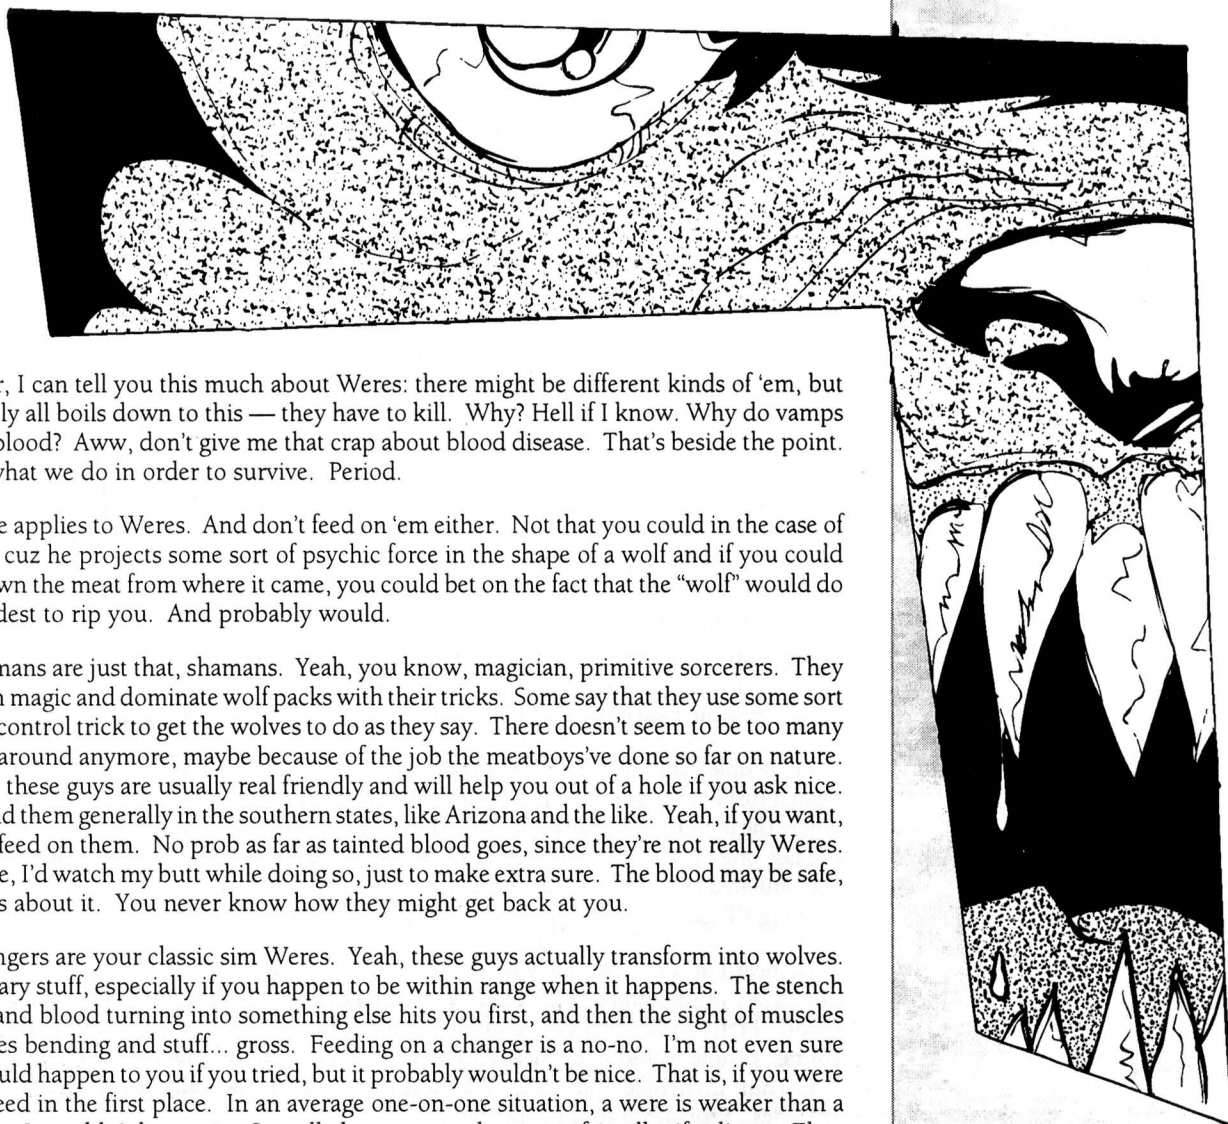 I can tell you this much about Weres: there might be different kinds of ‘em, but
all boils down to this — they have to kill. Why? Hell if I know. Why do vamps
blood? Aww, don’t give me that crap about blood disease. That’s beside the point.
what we do in order to survive. Period.
applies to Weres. And don’t feed on ‘em either. Not that you could in the case of
cuz he projects some sort of psychic force in the shape of a wolf and if you could
the meat from where it came, you could bet on the fact that the “wolf” would do
to rip you. And probably would.
are just that, shamans. Yeah, you know, magician, primitive sorcerers. They
magic and dominate wolf packs with their tricks. Some say that they use some sort
control trick to get the wolves to do as they say. There doesn’t seem to be too many
around anymore, maybe because of the job the meatboys’ve done so far on nature.
these guys are usually real friendly and will help you out of a hole if you ask nice.
them generally in the southern states, like Arizona and the like. Yeah, if you want,
feed on them. No prob as far as tainted blood goes, since they’re not really Weres.
I’d watch my butt while doing so, just to make extra sure. The blood may be safe,
about it. You never know how they might get back at you.
are your classic sim Weres. Yeah, these guys actually transform into wolves.
stuff, especially if you happen to be within range when it happens. The stench
and blood turning into something else hits you first, and then the sight of muscles
bending and stuff... gross. Feeding on a changer is a no-no. I’m not even sure
happen to you if you tried, but it probably wouldn’t be nice. That is, if you were
in the first place. In an average one-on-one situation, a were is weaker than a